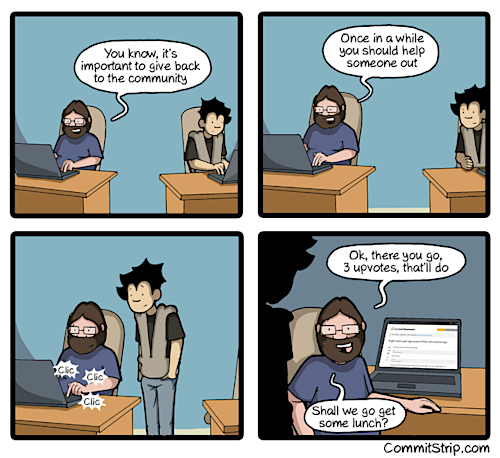 You know, it's
important to give back
to the community
Once in a while
you should help
someone out
Clic
Clic
Clic
Ok, there you go,
3 upvotes, that'll do
Shall we go get
some lunch?
CommitStrip.com